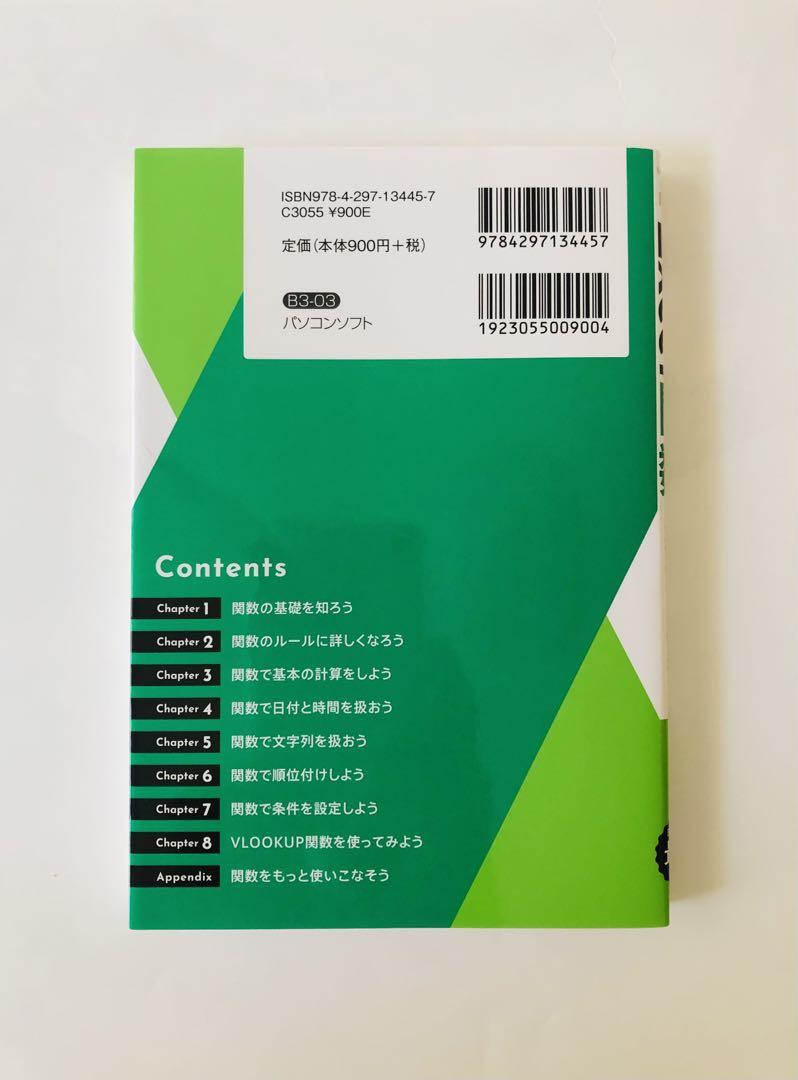 ISBN978-4-297-13445-7
C3055 ¥900E
定価(本体900円+税)
B3-03
パソコンソフト
9784297134457
1923055009004
Contents
Chapter 1 関数の基礎を知ろう
Chapter 2 関数のルールに詳しくなろう
Chapter 3 関数で基本の計算をしよう
Chapter 4 関数で日付と時間を扱おう
Chapter 5 関数で文字列を扱おう
Chapter 6 関数で順位付けしよう
Chapter 7 関数で条件を設定しよう
Chapter 8 VLOOKUP関数を使ってみよう
Appendix 関数をもっと使いこなそう